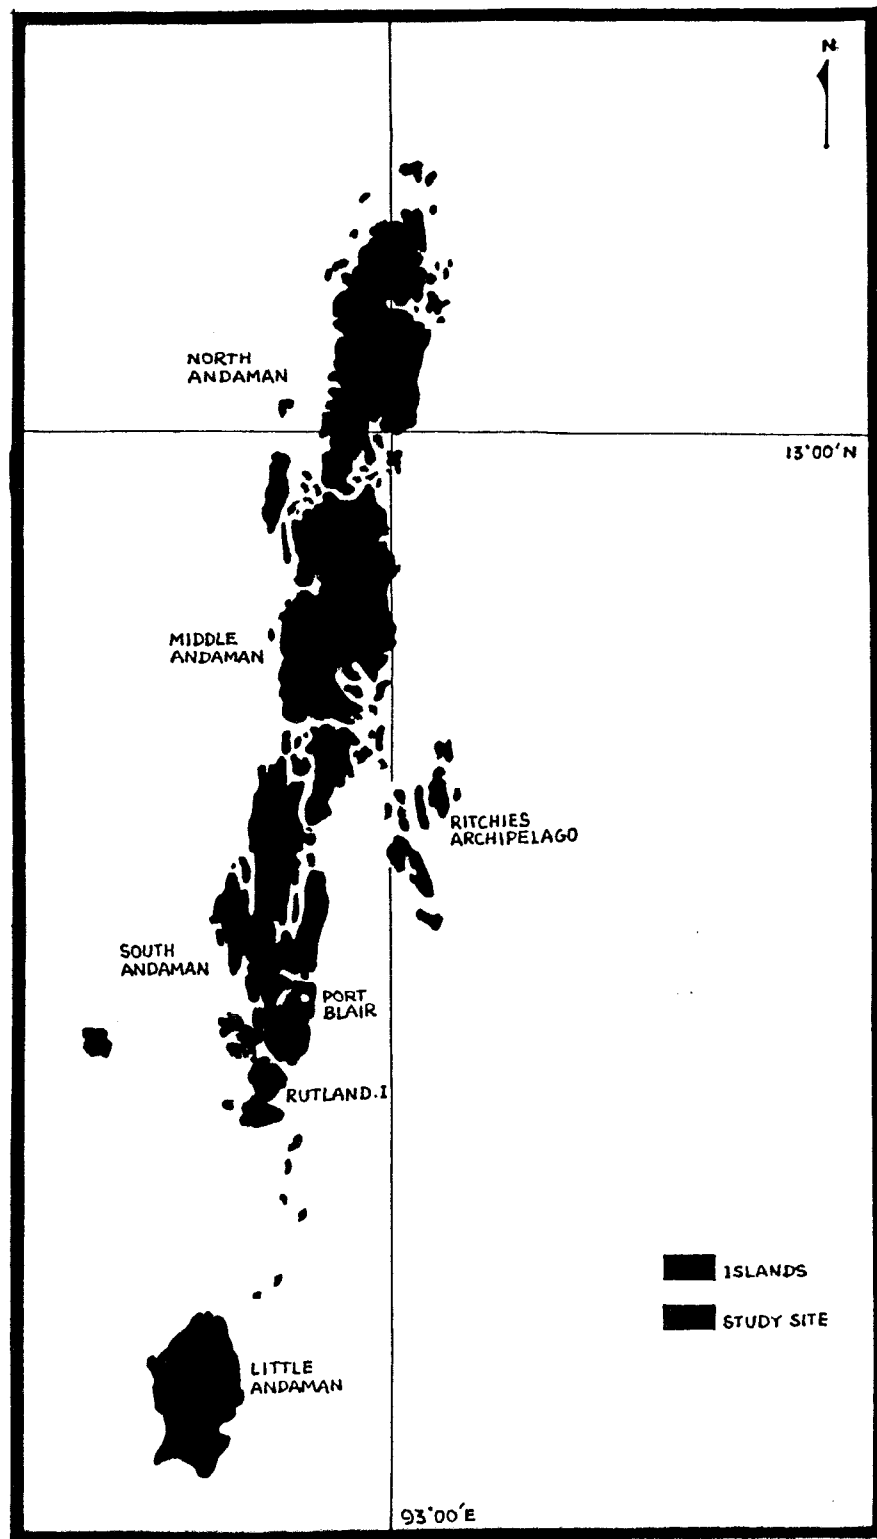 N
NORTH
ANDAMAN
13°00'N
MIDDLE
ANDAMAN
RITCHIES
ARCHIPELAGO
SOUTH
ANDAMAN
PORT
BLAIR
RUTLAND.I
ISLANDS
STUDY SITE
LITTLE
ANDAMAN
93°00'E